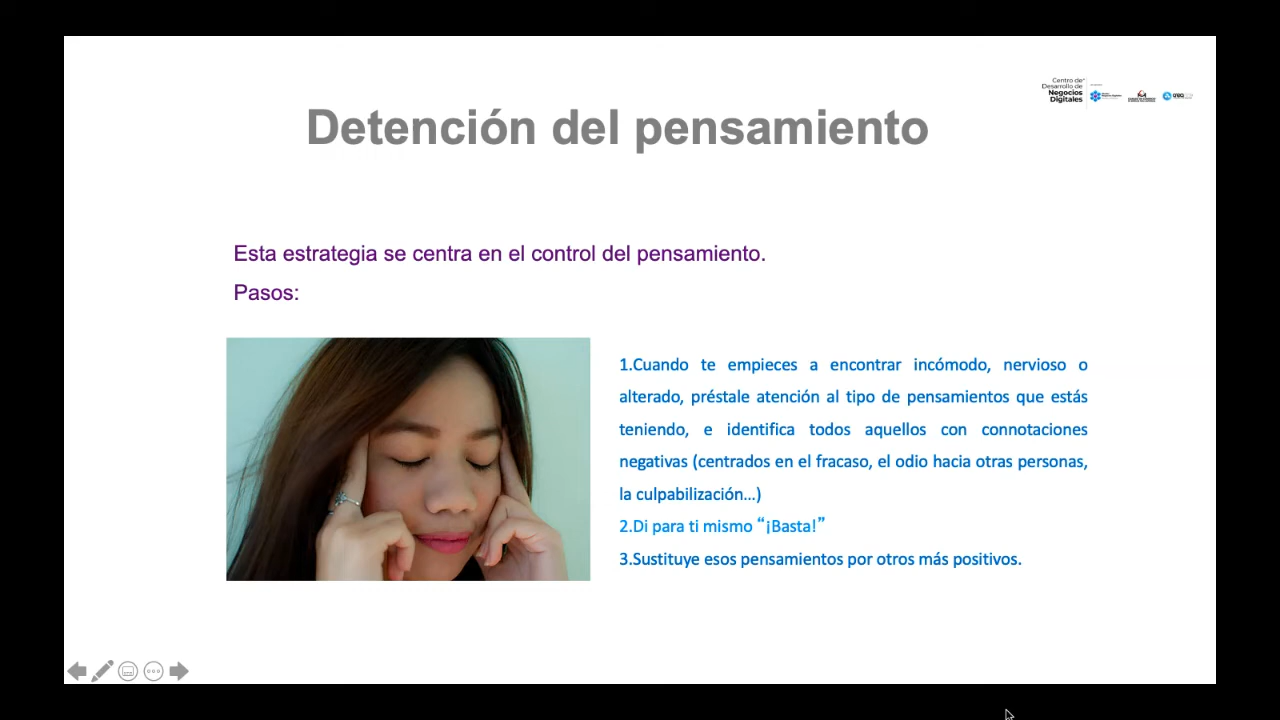 Centro de
Desarrollo de
Negocios
Digitales
Detención del pensamiento
Esta estrategia se centra en el control del pensamiento.
Pasos:
1.Cuando te empieces a encontrar incómodo, nervioso o
alterado, préstale atención al tipo de pensamientos que estás
teniendo, e identifica todos aquellos con connotaciones
negativas (centrados en el fracaso, el odio hacia otras personas,
la culpabilización...)
2.Di para ti mismo “¡Basta!”
3.Sustituye esos pensamientos por otros más positivos.